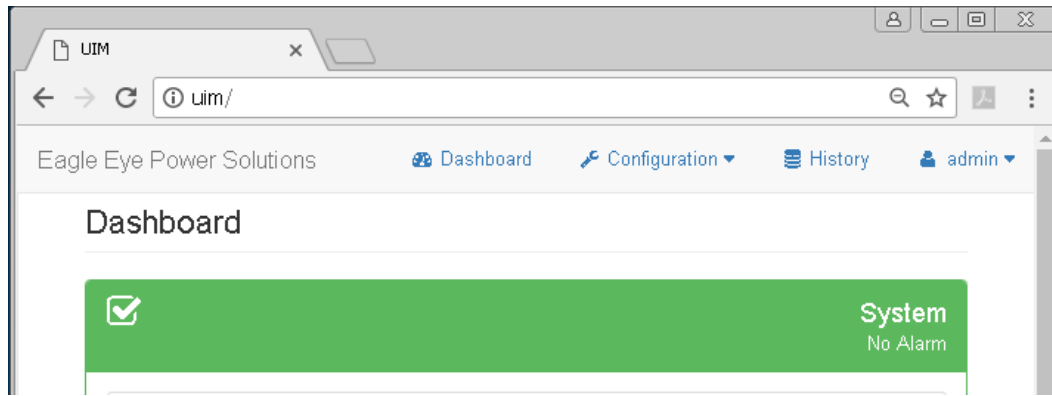 UIM
uim/
Eagle Eye Power Solutions Dashboard Configuration History admin
Dashboard
System
No Alarm